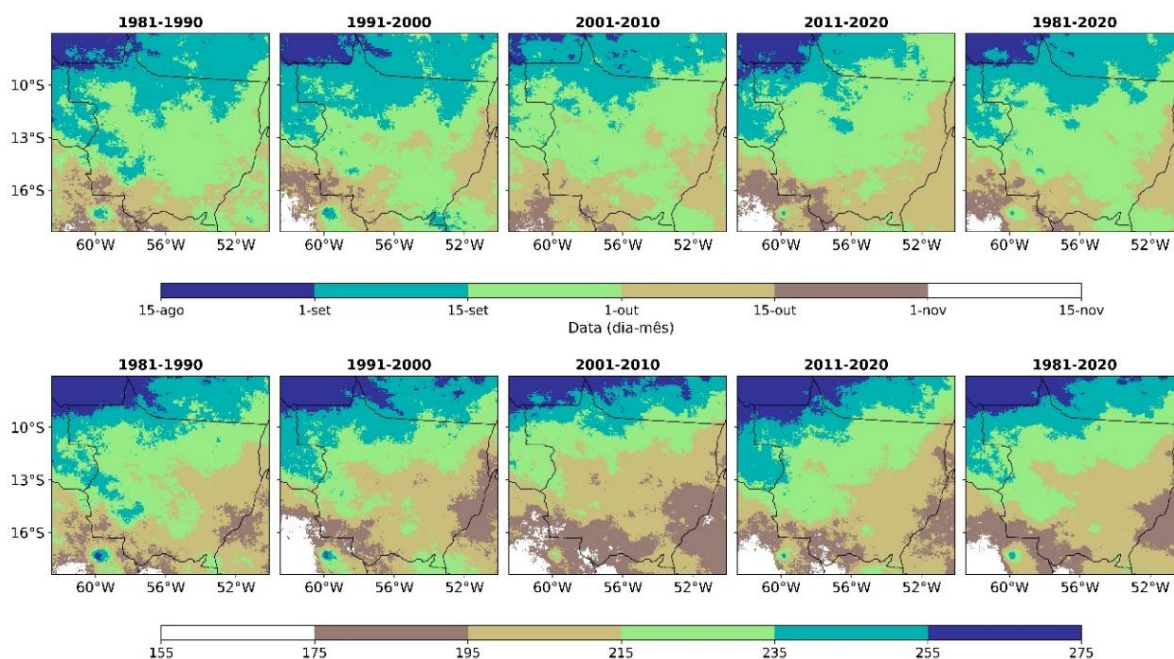 1981-1990 1991-2000 2001-2010 2011-2020 1981-2020
10°S
13°S
16°S
60°W 56°W 52°W 60°W 56°W 52°W 60°W 56°W 52°W 60°W 56°W 52°W 60°W 56°W 52°W
15-ago 1-set 15-set 1-out 15-out 1-nov 15-nov
Data (dia-mês)
1981-1990 1991-2000 2001-2010 2011-2020 1981-2020
10°S
13°S
16°S
60°W 56°W 52°W 60°W 56°W 52°W 60°W 56°W 52°W 60°W 56°W 52°W 60°W 56°W 52°W
155 175 195 215 235 255 275